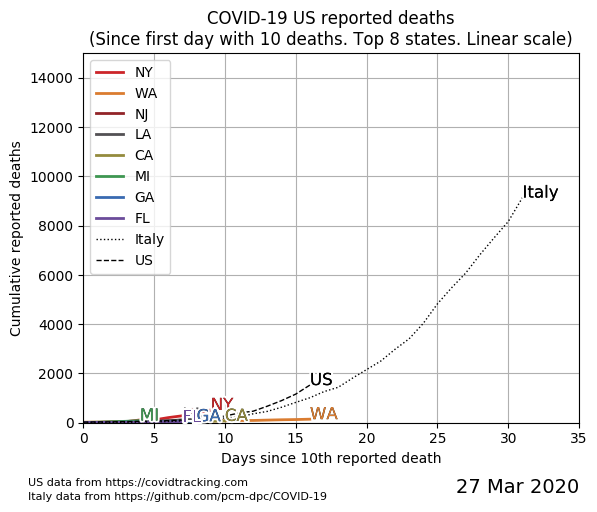 COVID-19 US reported deaths
(Since first day with 10 deaths. Top 8 states. Linear scale)
Cumulative reported deaths
14000
12000
10000
8000
6000
4000
2000
0
NY
WA
NJ
LA
CA
MI
GA
FL
Italy
US
Italy
US
NY
MI
FL
GA
CA
WA
0 5 10 15 20 25 30 35
Days since 10th reported death
US data from https://covidtracking.com
Italy data from https://github.com/pcm-dpc/COVID-19
27 Mar 2020